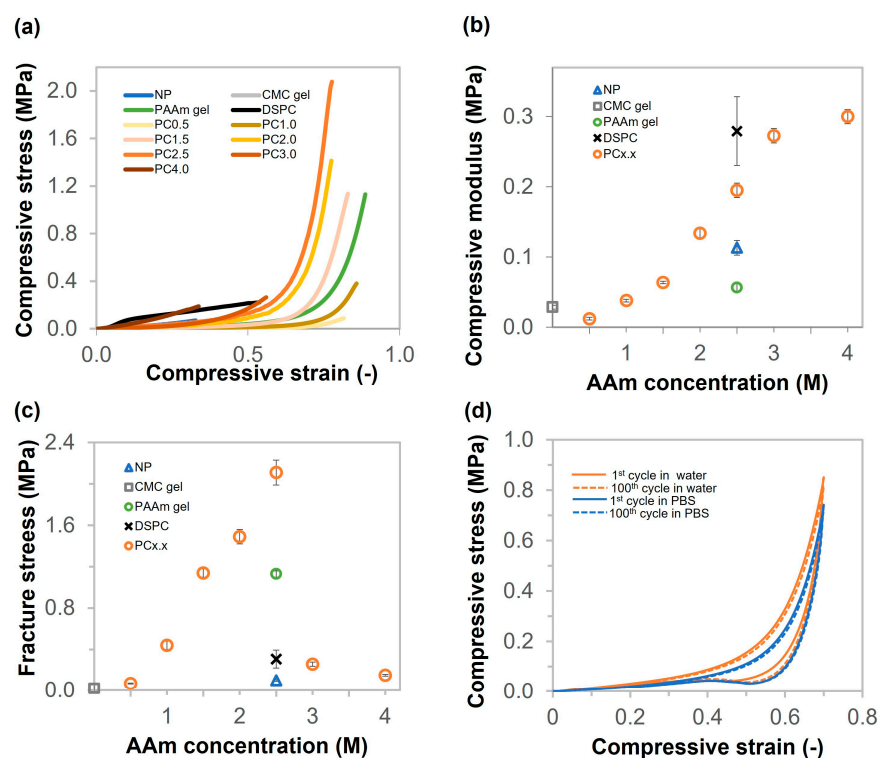 (a)
Compressive stress (MPa)
2.0
1.6
1.2
0.8
0.4
0.0
NP
CMC gel
PAAm gel
DSPC
PC0.5
PC1.0
PC1.5
PC2.0
PC2.5
PC3.0
PC4.0
0.0
0.5
1.0
Compressive strain (-)
(b)
Compressive modulus (MPa)
0.3
0.2
0.1
0.0
NP
CMC gel
PAAm gel
DSPC
PCx.x
1
2
3
4
AAm concentration (M)
(c)
Fracture streess (MPa)
2.4
1.8
1.2
0.6
0.0
NP
CMC gel
PAAm gel
DSPC
PCx.x
1
2
3
4
AAm concentration (M)
(d)
Compressive stress (MPa)
1.0
0.8
0.6
0.4
0.2
0.0
1st cycle in water
100th cycle in water
1st cycle in PBS
100th cycle in PBS
0
0.2
0.4
0.6
0.8
Compressive strain (-)